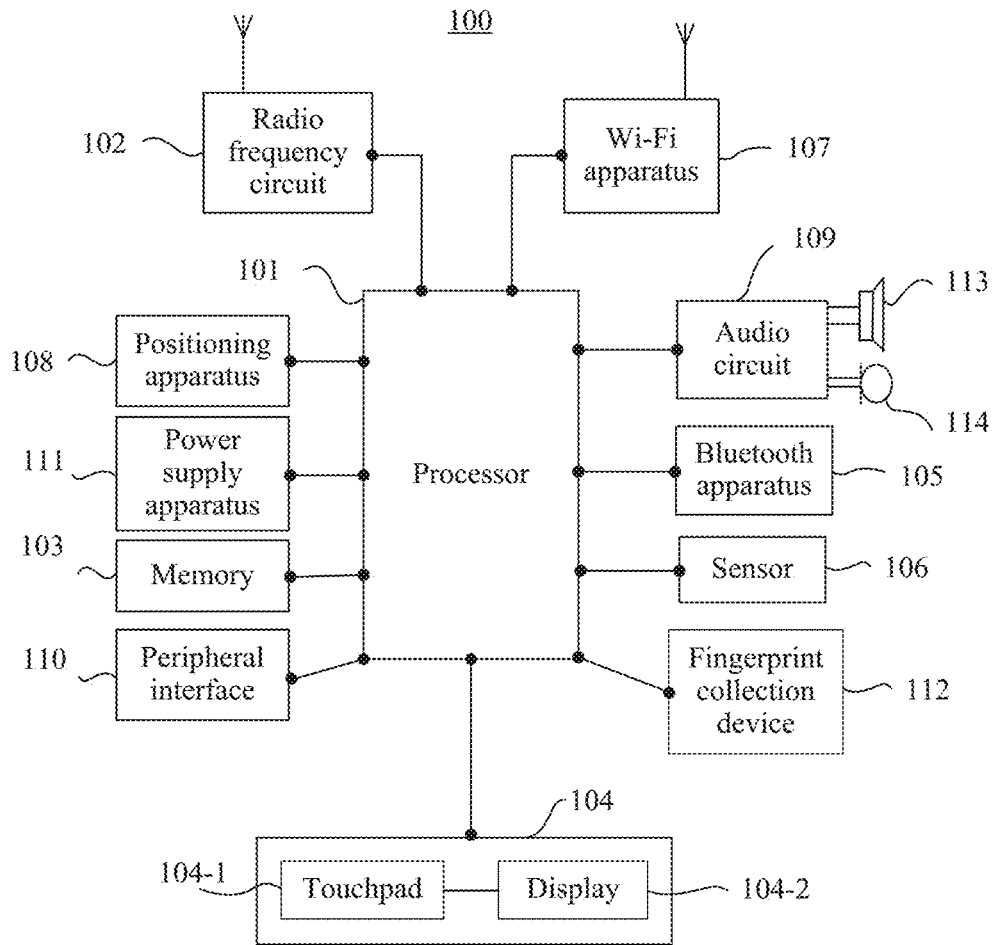 100
102
Radio
frequency
circuit
Wi-Fi
apparatus
107
101
109
113
108
Positioning
apparatus
Audio
circuit
114
111
Power
supply
apparatus
Processor
Bluetooth
apparatus
105
103
Memory
Sensor
106
110
Peripheral
interface
Fingerprint
collection
device
112
104
104-1
Touchpad
Display
104-2